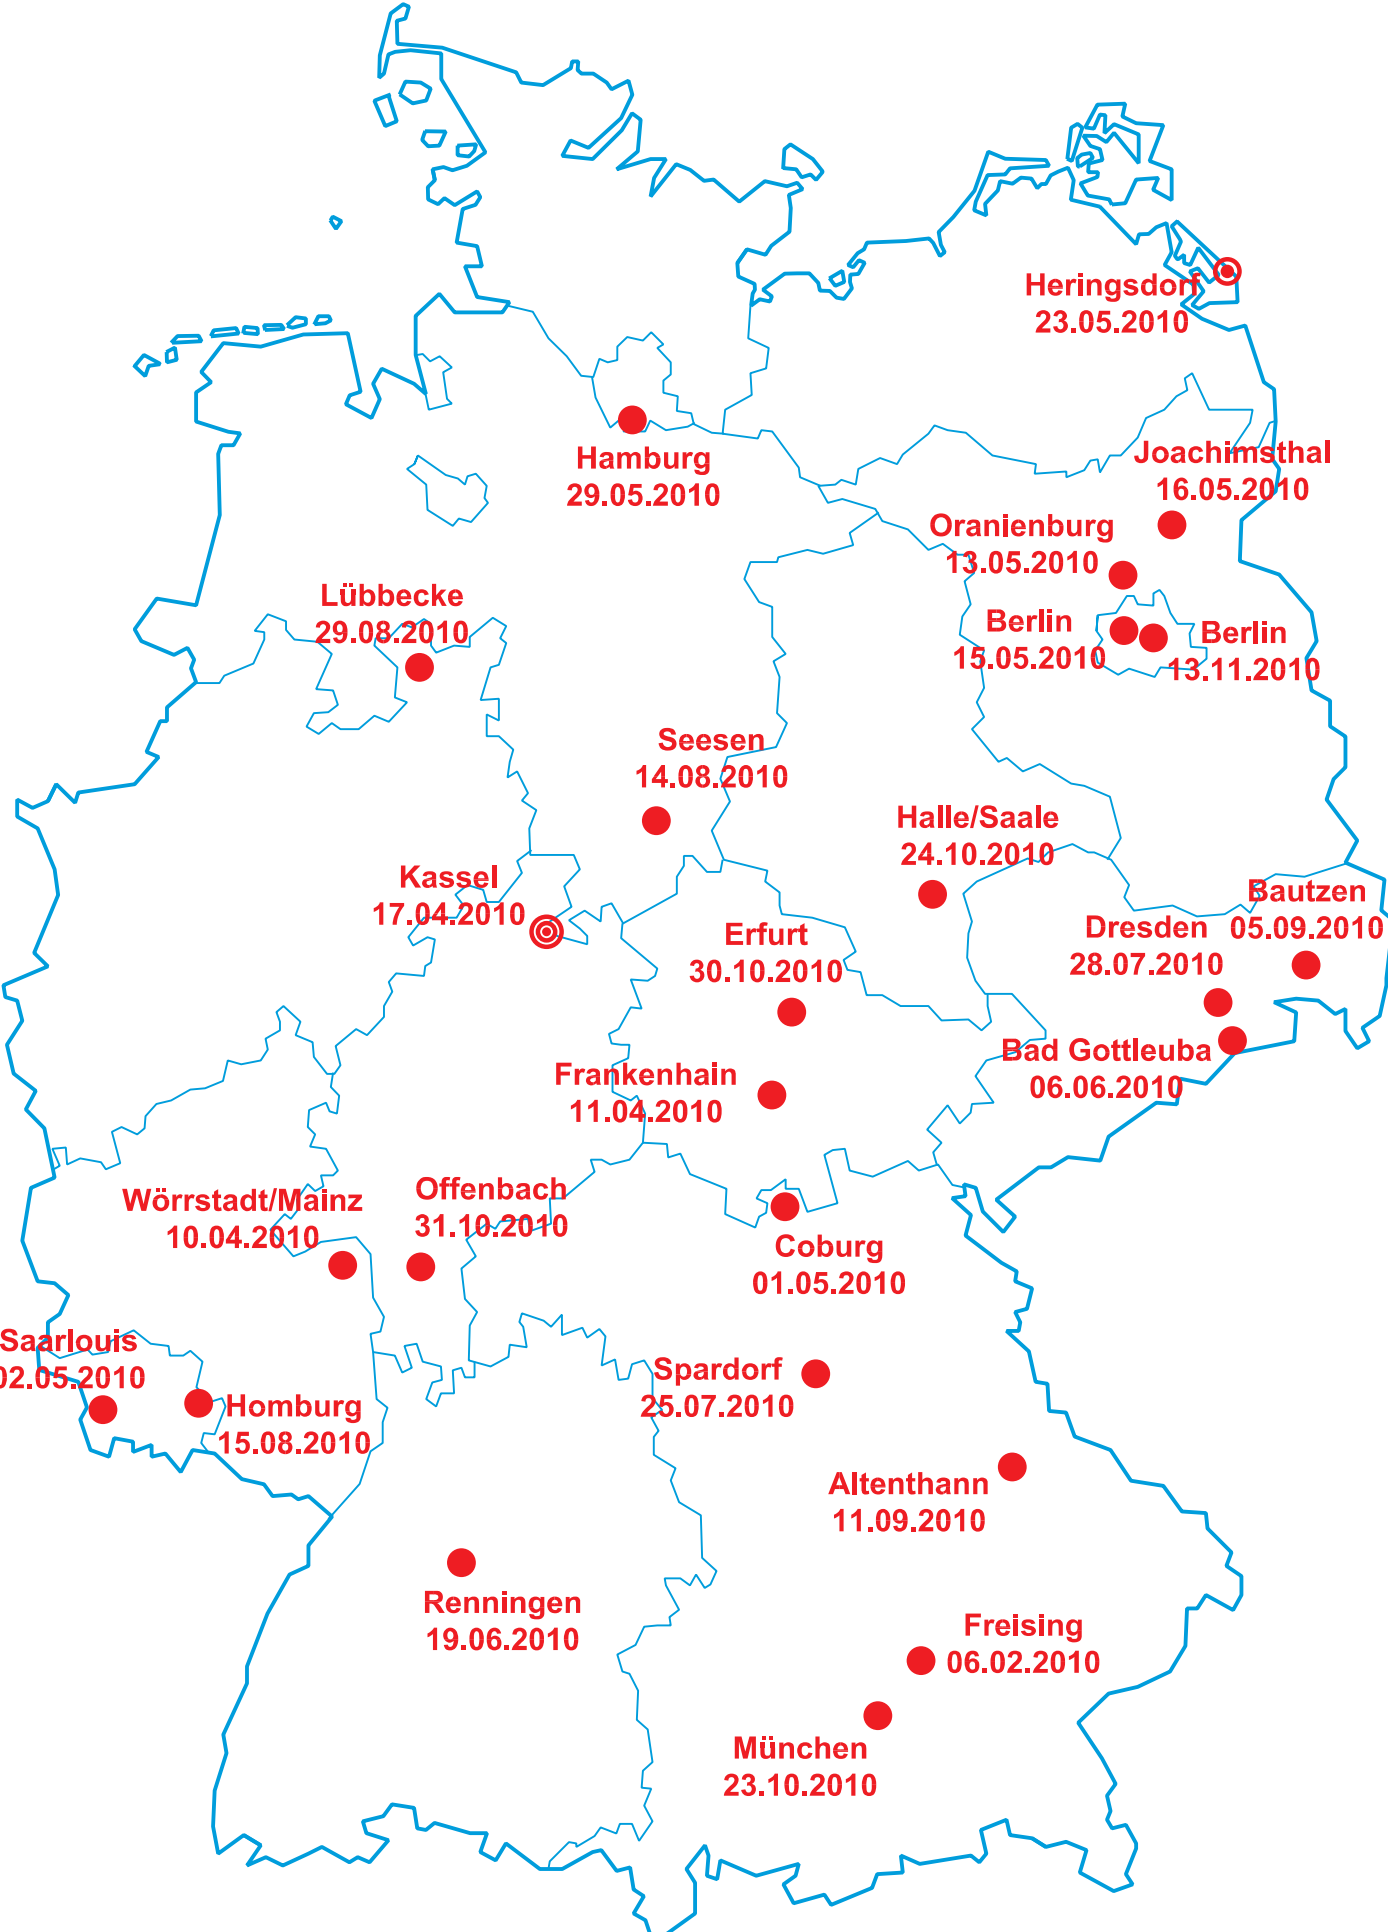 Heringsdorf
23.05.2010
Hamburg
29.05.2010
Joachimsthal
16.05.2010
Oranienburg
13.05.2010
Lübbecke
29.08.2010
Berlin
15.05.2010
Berlin
13.11.2010
Seesen
14.08.2010
Halle/Saale
24.10.2010
Kassel
17.04.2010
Bautzen
05.09.2010
Erfurt
30.10.2010
Dresden
28.07.2010
Bad Gottleuba
06.06.2010
Frankenhain
11.04.2010
Wörrstadt/Mainz
10.04.2010
Offenbach
31.10.2010
Coburg
01.05.2010
Saarlouis
02.05.2010
Homburg
15.08.2010
Spardorf
25.07.2010
Altenthann
11.09.2010
Renningen
19.06.2010
Freising
06.02.2010
München
23.10.2010